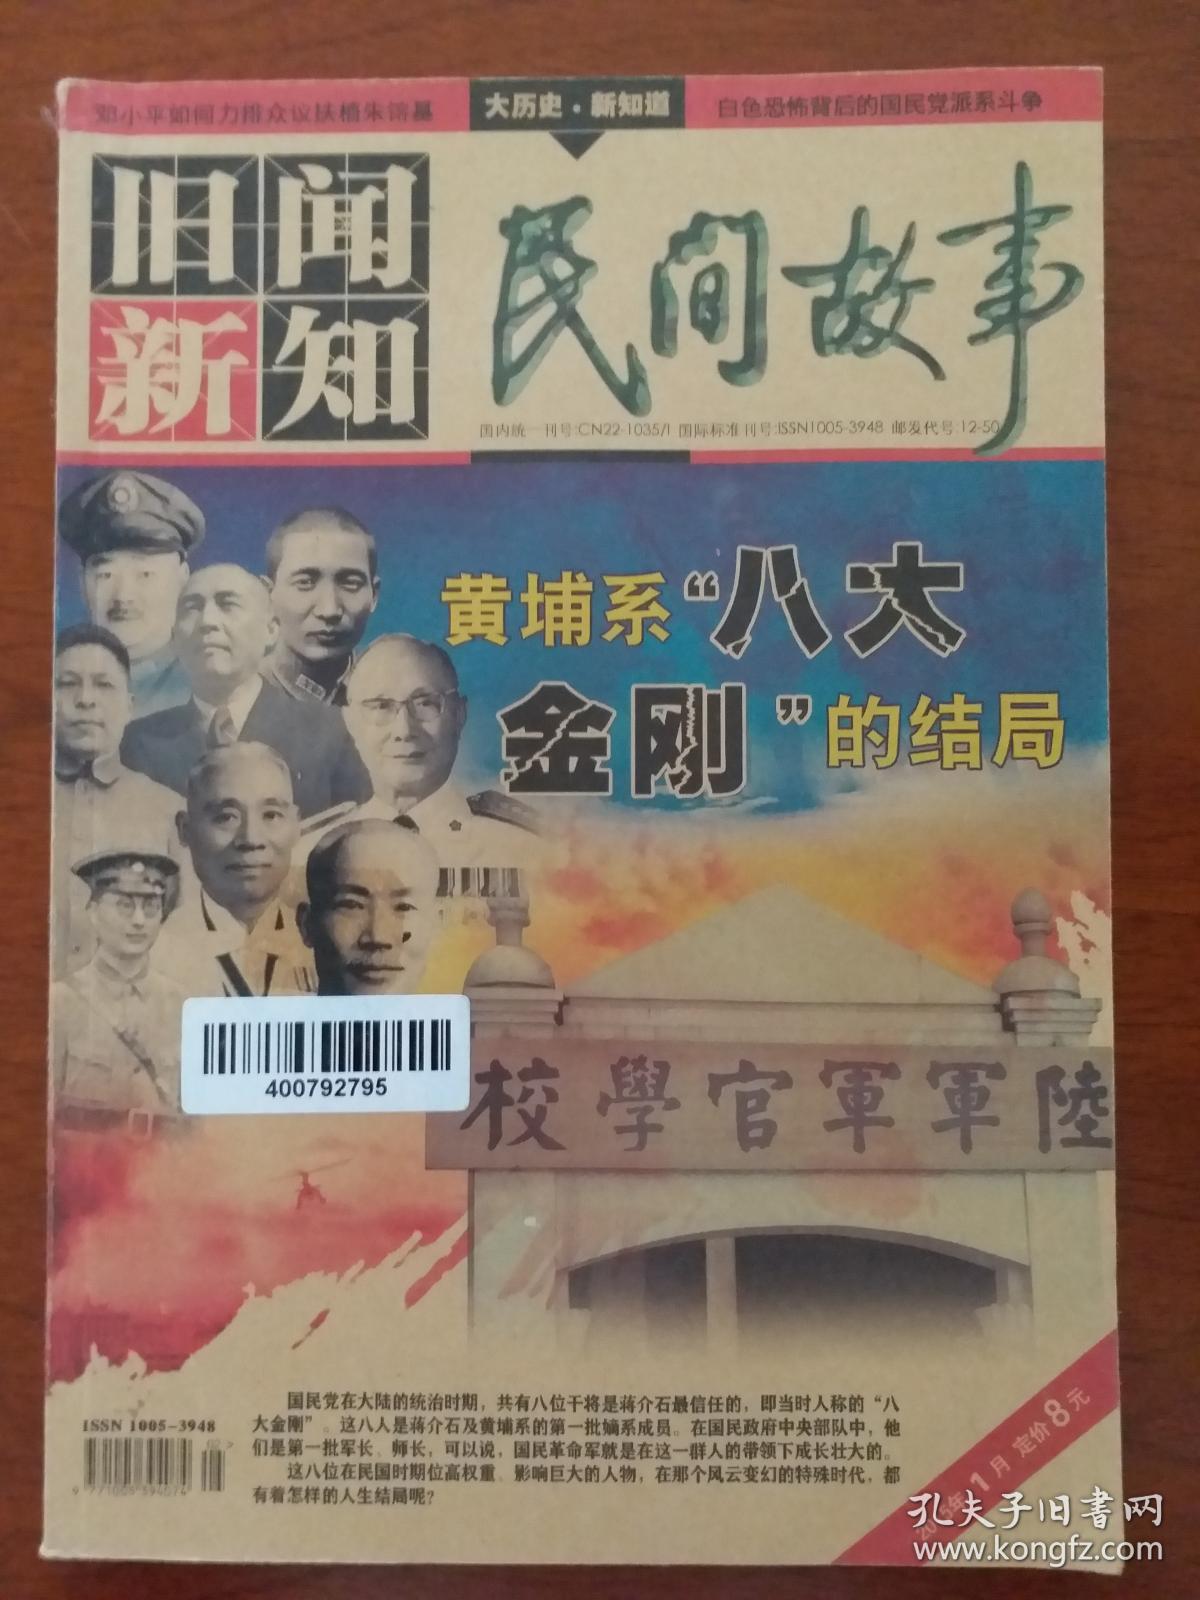 邓小平如何力排众议扶植朱镕基
大历史·新知道
白色恐怖背后的国民党派系斗争
旧闻
新知
民间故事
国内统一刊号:CN22-1035/I 国际标准刊号:ISSN1005-3948 邮发代号:12-50
黄埔系“八大
金刚”的结局
400792795
校學官軍軍陸
国民党在大陆的统治时期，共有八位干将是蒋介石最信任的，即当时人称的“八
大金刚”。这八人是蒋介石及黄埔系的第一批嫡系成员。在国民政府中央部队中，他
们是第一批军长、师长，可以说，国民革命军就是在这一群人的带领下成长壮大的。
这八位在民国时期位高权重、影响巨大的人物，在那个风云变幻的特殊时代，都
有着怎样的人生结局呢?
ISSN 1005-3948
02>
9 771005 394074
2015年1月 定价8元
孔夫子旧书网
www.kongfz.com